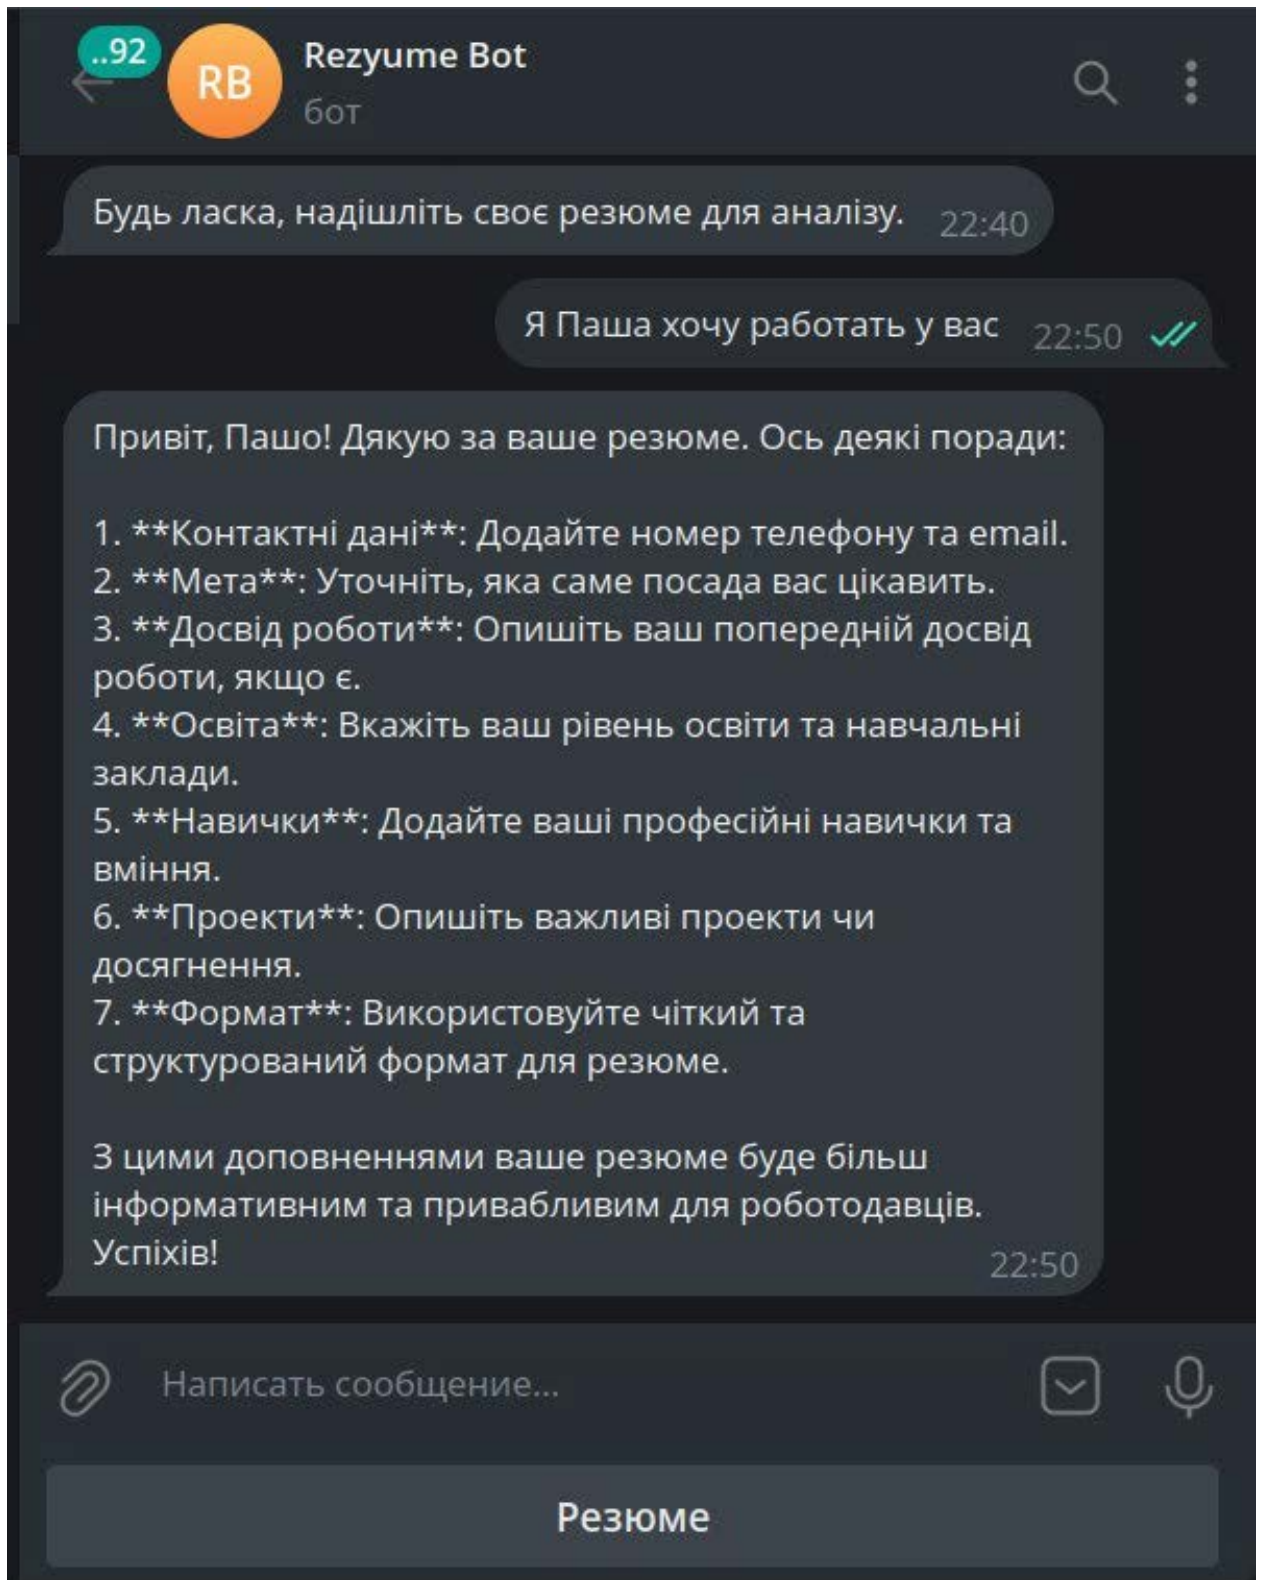 ..92
RB
Rezyume Bot
бот
Будь ласка, надішліть своє резюме для аналізу. 22:40
Я Паша хочу работать у вас 22:50
Привіт, Пашо! Дякую за ваше резюме. Ось деякі поради:
1. **Контактні дані**: Додайте номер телефону та email.
2. **Мета**: Уточніть, яка саме посада вас цікавить.
3. **Досвід роботи**: Опишіть ваш попередній досвід
роботи, якщо є.
4. **Освіта**: Вкажіть ваш рівень освіти та навчальні
заклади.
5. **Навички**: Додайте ваші професійні навички та
вміння.
6. **Проекти**: Опишіть важливі проекти чи
досягнення.
7. **Формат**: Використовуйте чіткий та
структурований формат для резюме.
З цими доповненнями ваше резюме буде більш
інформативним та привабливим для роботодавців.
Успіхів! 22:50
Написать сообщение...
Резюме